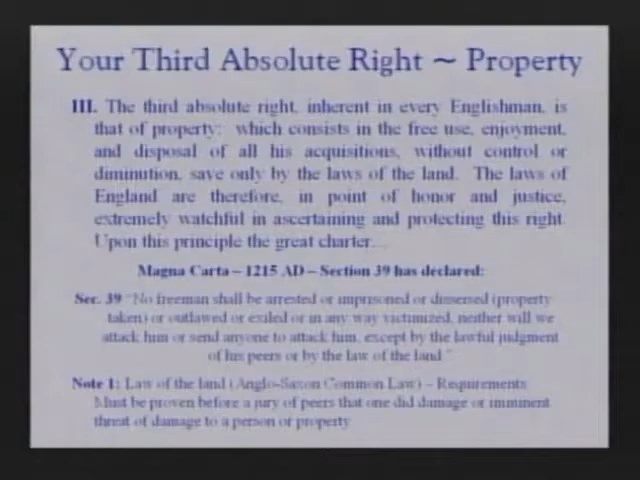 Your Third Absolute Right ~ Property
III. The third absolute right, inherent in every Englishman, is
that of property: which consists in the free use, enjoyment,
and disposal of all his acquisitions, without control or
diminution, save only by the laws of the land. The laws of
England are therefore, in point of honor and justice,
extremely watchful in ascertaining and protecting this right.
Upon this principle the great charter...
Magna Carta – 1215 AD – Section 39 has declared:
Sec. 39 "No freeman shall be arrested or imprisoned or disseised (property
taken) or outlawed or exiled or in any way victimized, neither will we
attack him or send anyone to attack him, except by the lawful judgment
of his peers or by the law of the land."
Note 1: Law of the land (Anglo-Saxon Common Law) – Requirements
Must be proven before a jury of peers that one did damage or imminent
threat of damage to a person or property